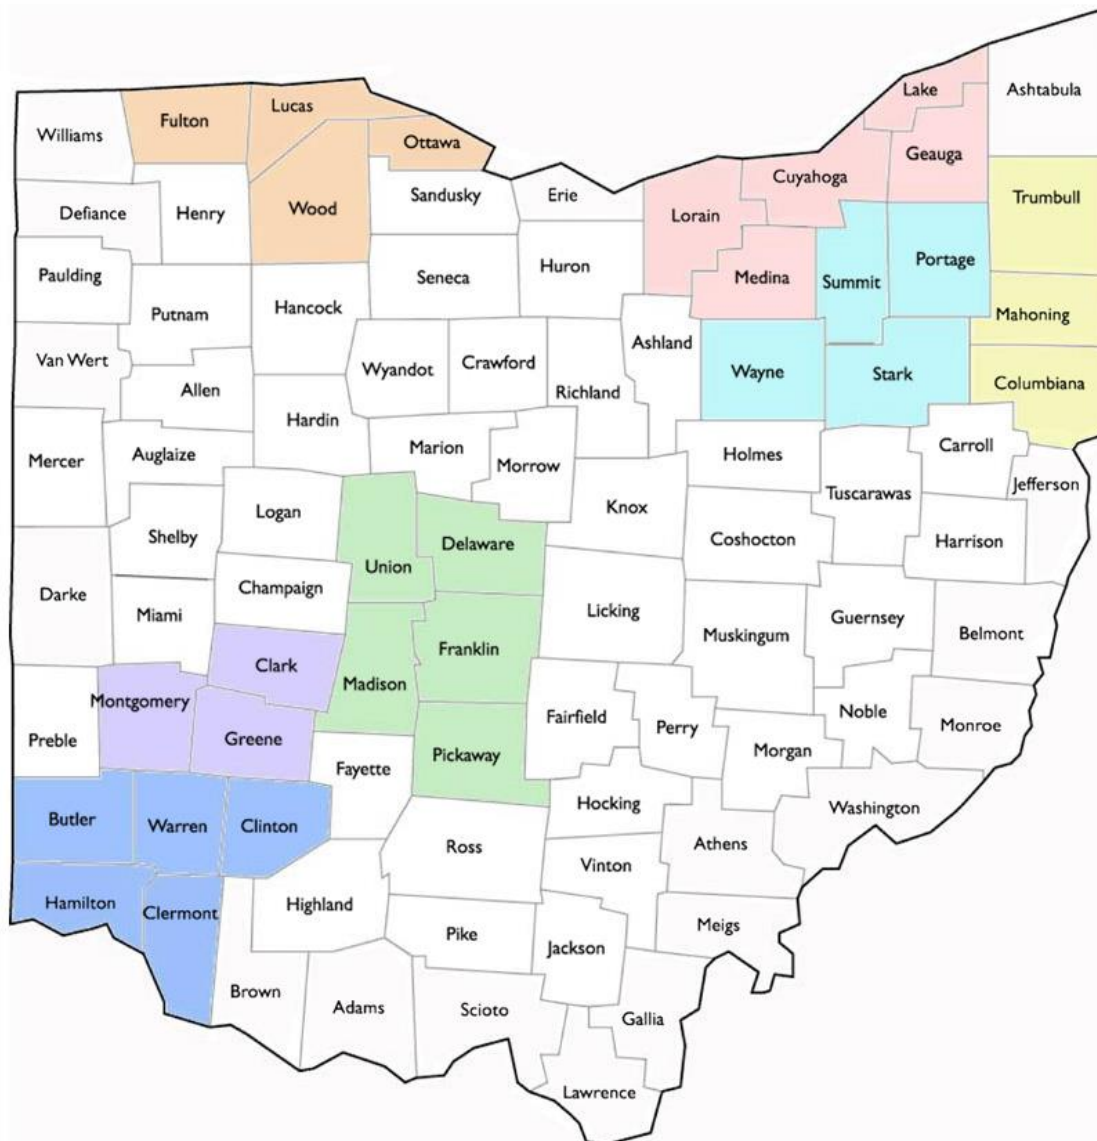 Lake
Ashtabula
Lucas
Fulton
Williams
Ottawa
Geauga
Cuyahoga
Trumbull
Sandusky
Erie
Wood
Henry
Defiance
Lorain
Portage
Huron
Paulding
Seneca
Medina
Summit
Hancock
Putnam
Mahoning
Ashland
Van Wert
Crawford
Wyandot
Wayne
Stark
Columbiana
Allen
Richland
Hardin
Marion
Carroll
Auglaize
Holmes
Mercer
Morrow
Jefferson
Tuscarawas
Knox
Logan
Shelby
Coshocton
Harrison
Delaware
Union
Champaign
Darke
Licking
Miami
Guernsey
Belmont
Muskingum
Franklin
Clark
Madison
Montgomery
Noble
Fairfield
Monroe
Perry
Greene
Preble
Morgan
Pickaway
Fayette
Hocking
Washington
Butler
Warren
Clinton
Athens
Ross
Vinton
Hamilton
Highland
Clermont
Meigs
Pike
Jackson
Brown
Adams
Scioto
Gallia
Lawrence